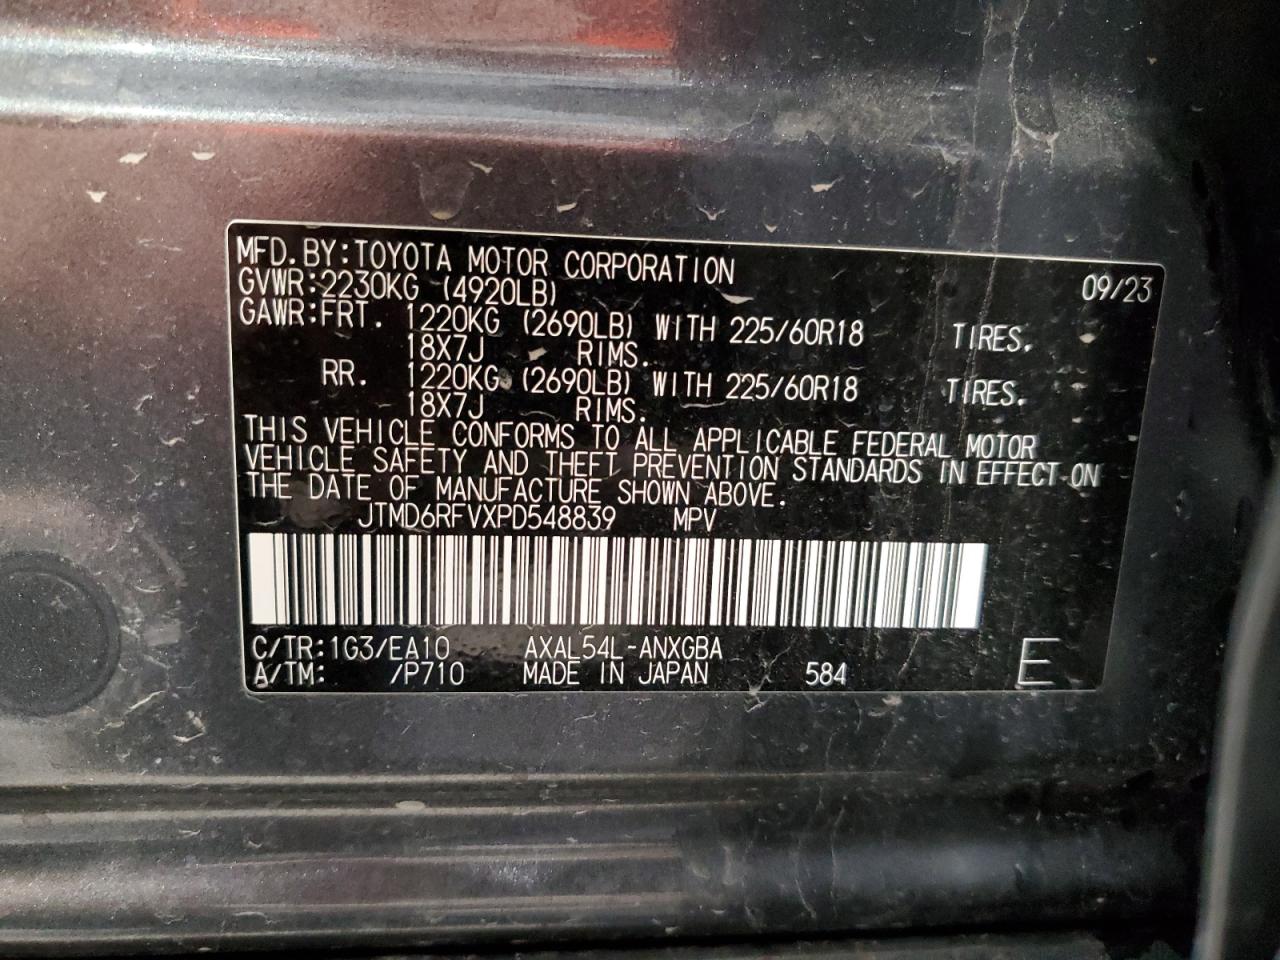 MFD.BY:TOYOTA MOTOR CORPORATION 09/23
GVWR:2230KG (4920LB)
GAWR:FRT. 1220KG (2690LB) WITH 225/60R18 TIRES.
18X7J RIMS.
RR. 1220KG (2690LB) WITH 225/60R18 TIRES.
18X7J RIMS.
THIS VEHICLE CONFORMS TO ALL APPLICABLE FEDERAL MOTOR
VEHICLE SAFETY AND THEFT PREVENTION STANDARDS IN EFFECT ON
THE DATE OF MANUFACTURE SHOWN ABOVE.
JTMD6RFVXPD548839 MPV
C/TR:1G3/EA10 AXAL54L-ANXGBA
A/TM: /P710 MADE IN JAPAN 584 E